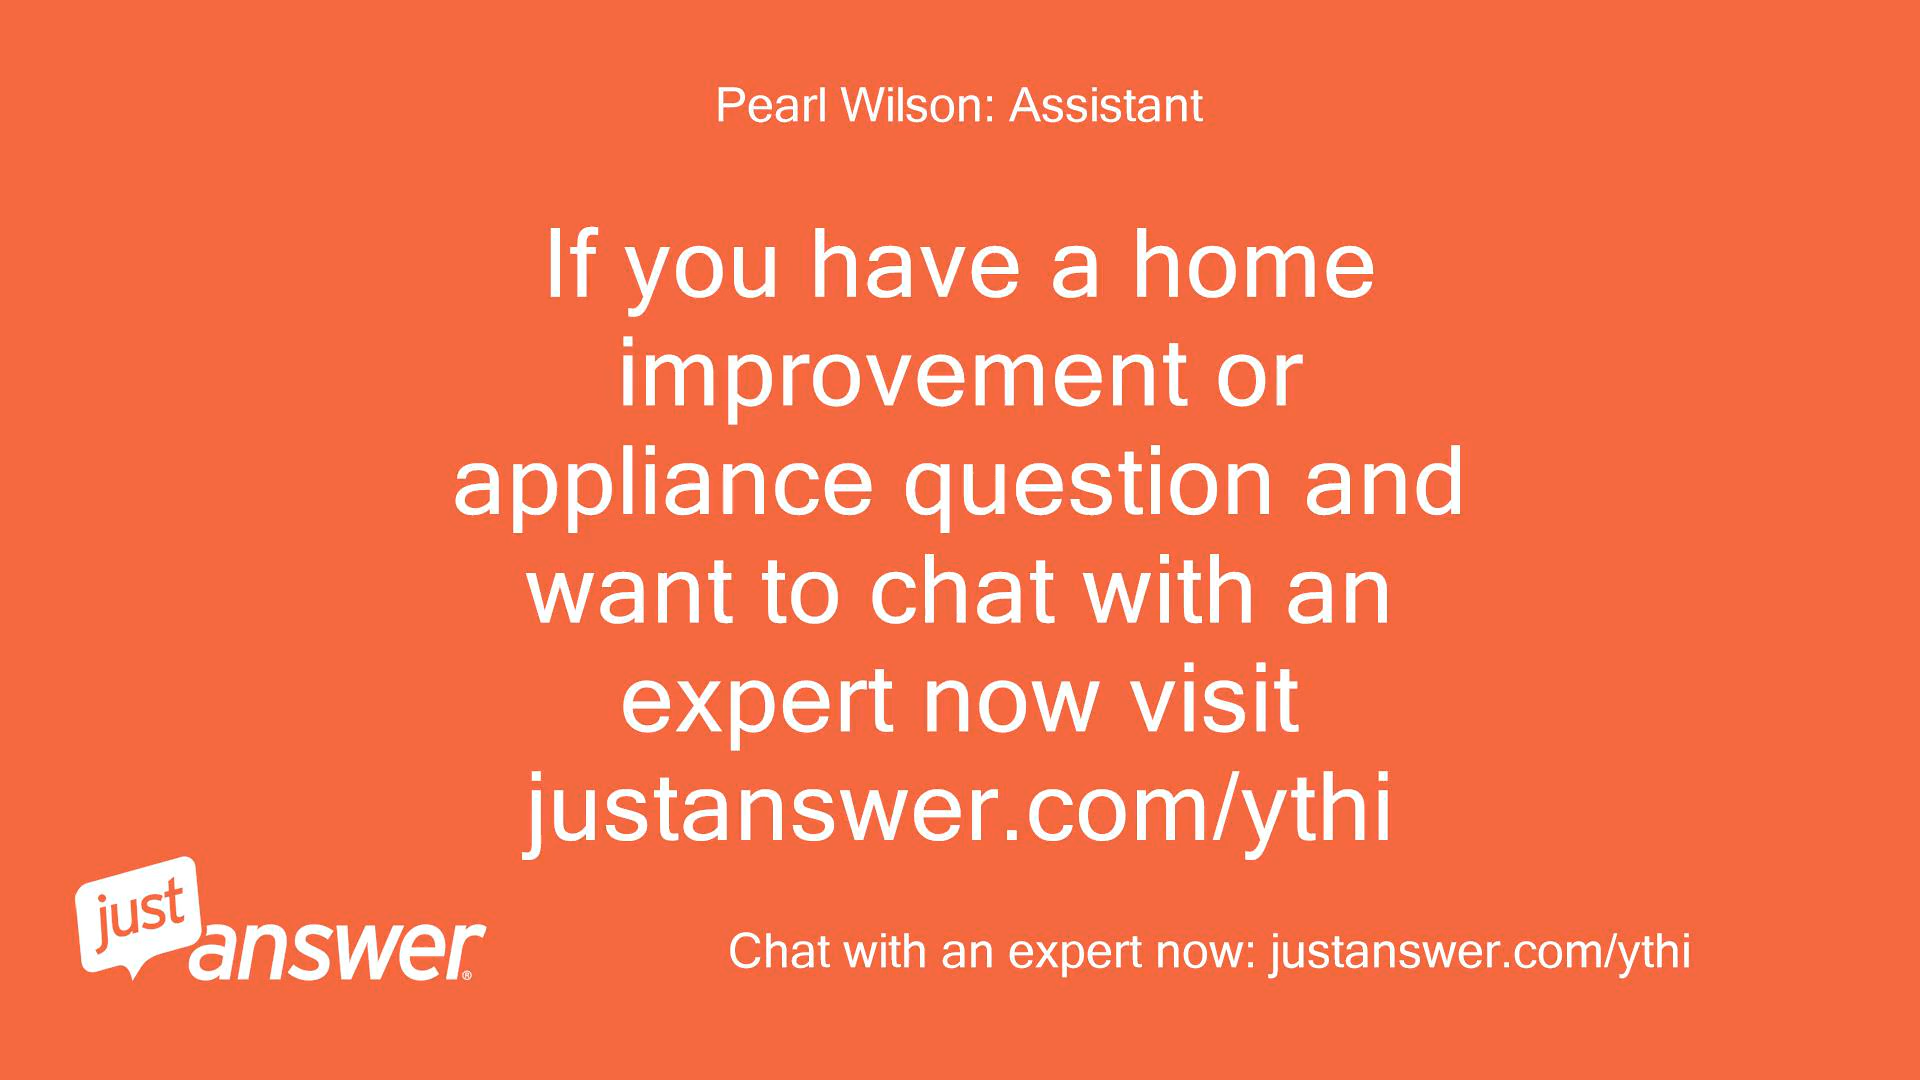 Pearl Wilson: Assistant
If you have a home
improvement or
appliance question and
want to chat with an
expert now visit
justanswer.com/ythi
just
answer®
Chat with an expert now: justanswer.com/ythi